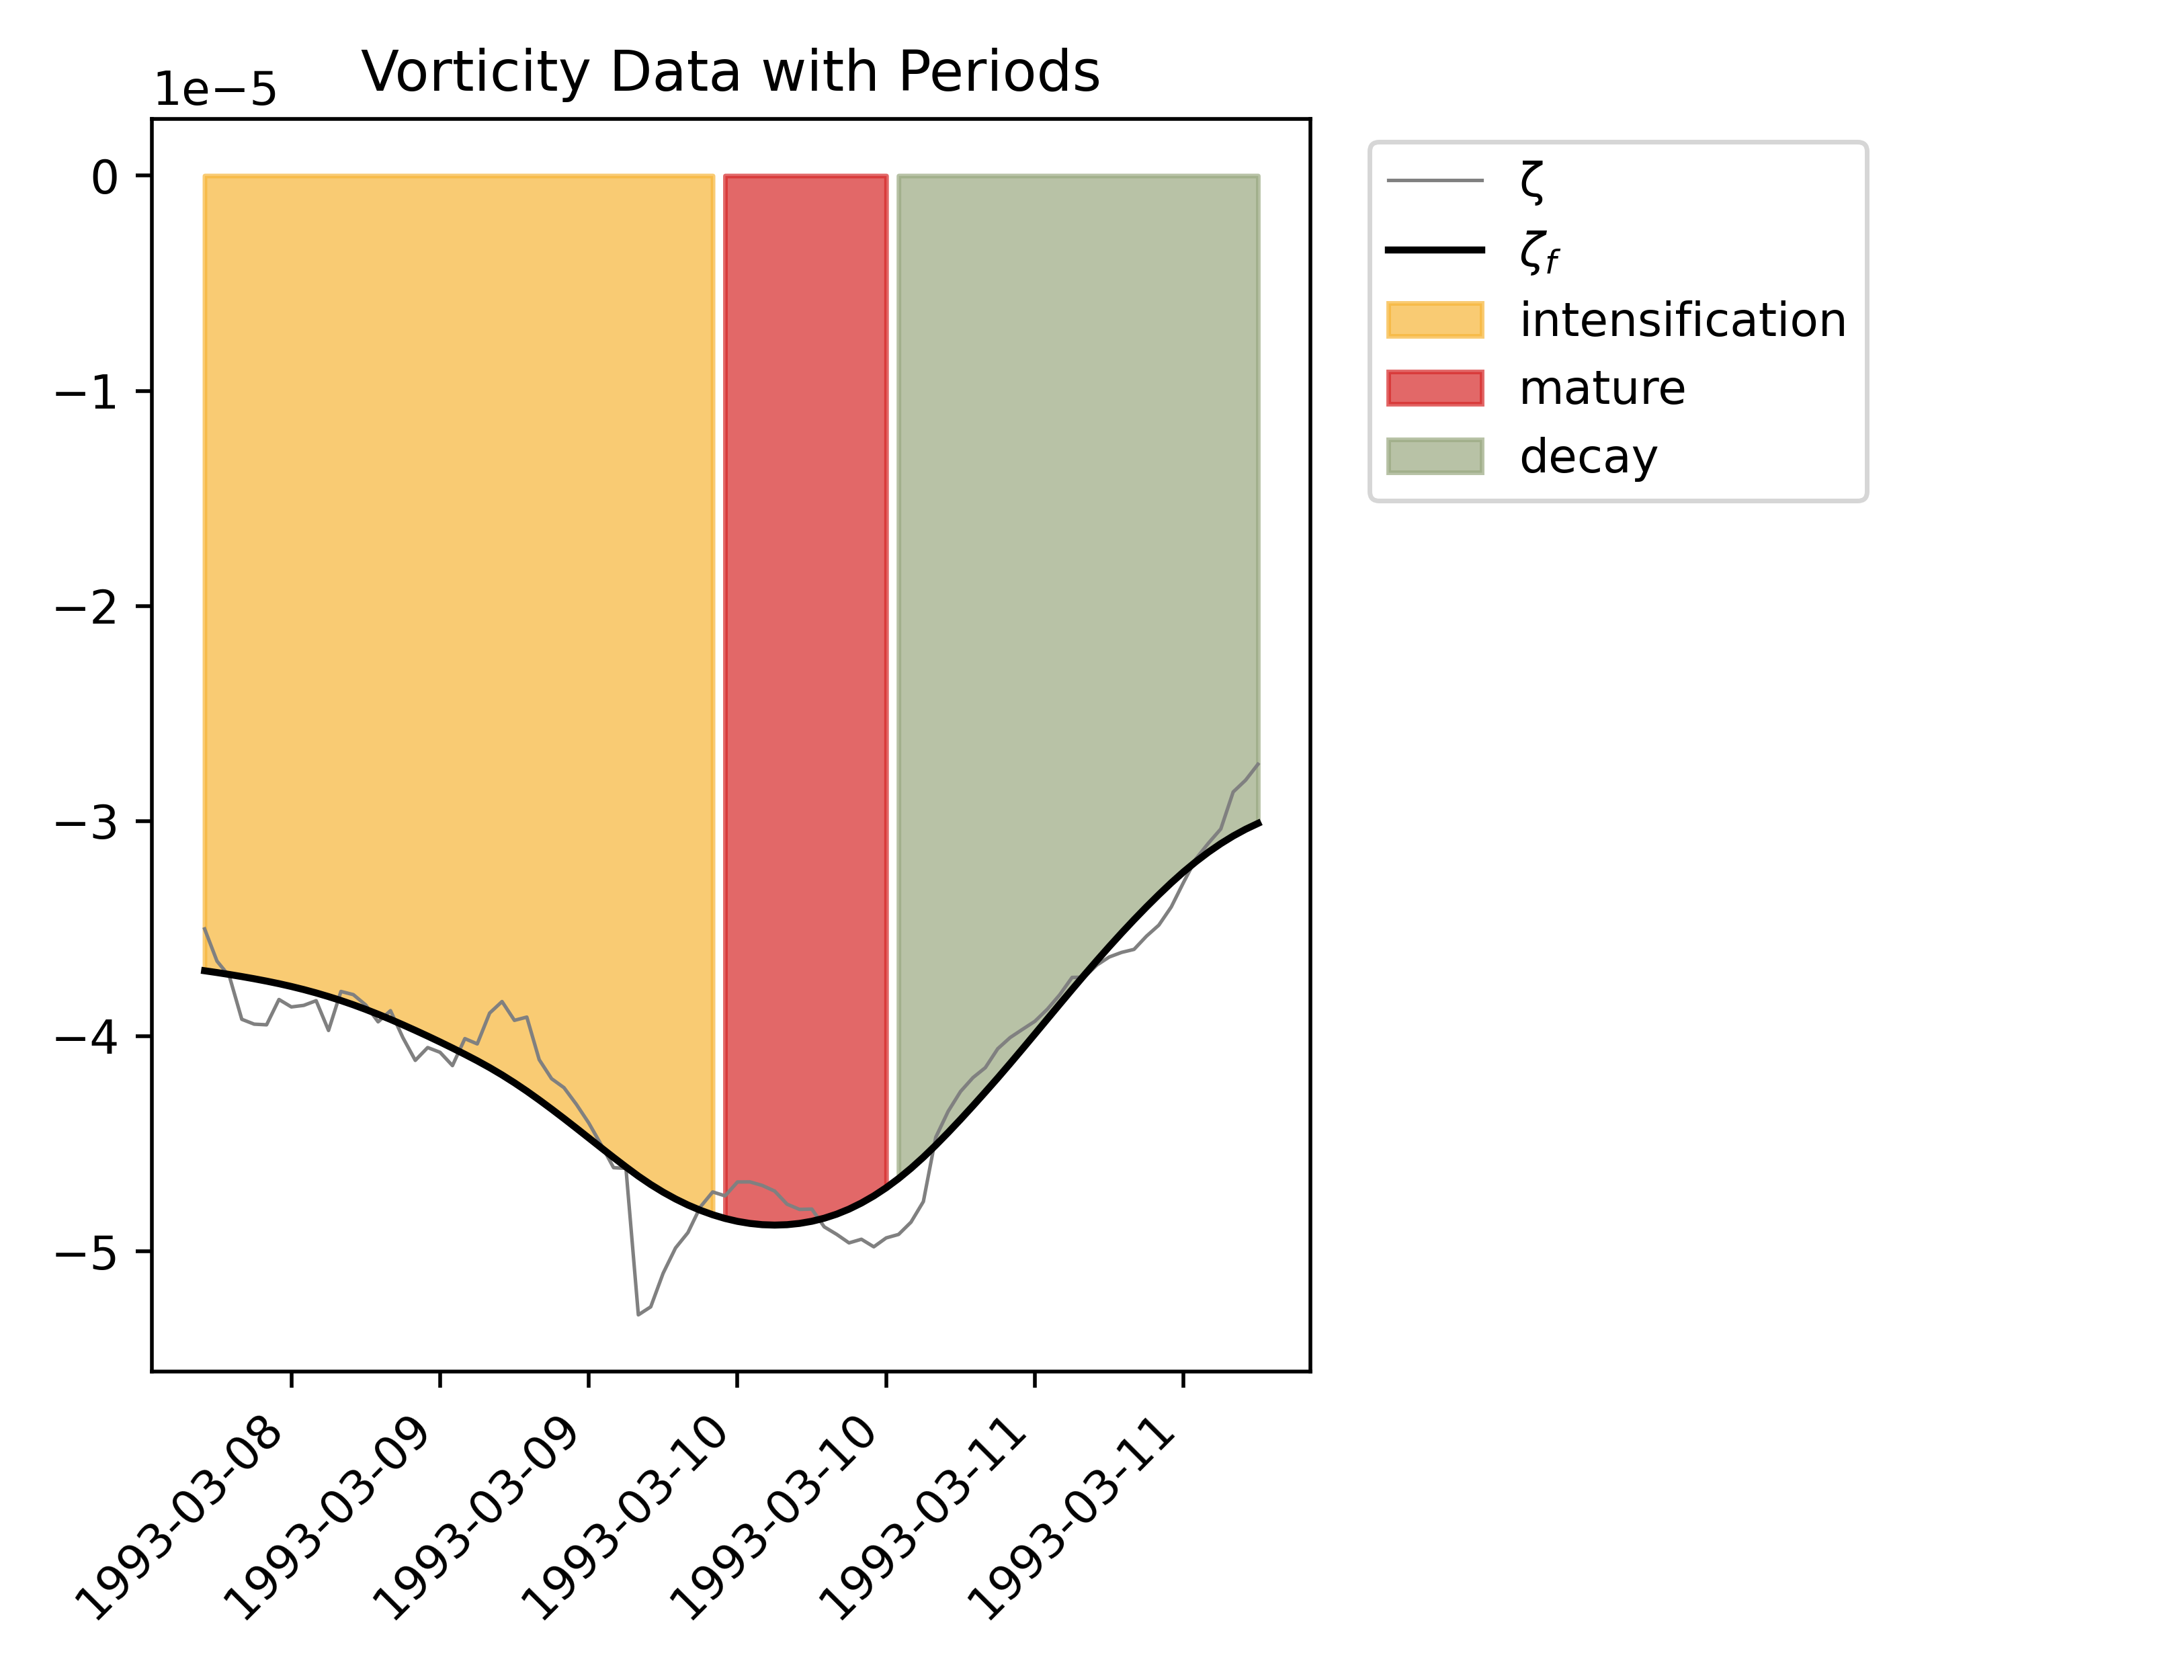 Vorticity Data with Periods
1e−5
0
−1
−2
−3
−4
−5
1993-03-08
1993-03-09
1993-03-09
1993-03-10
1993-03-10
1993-03-11
1993-03-11
ζ
ζf
intensification
mature
decay